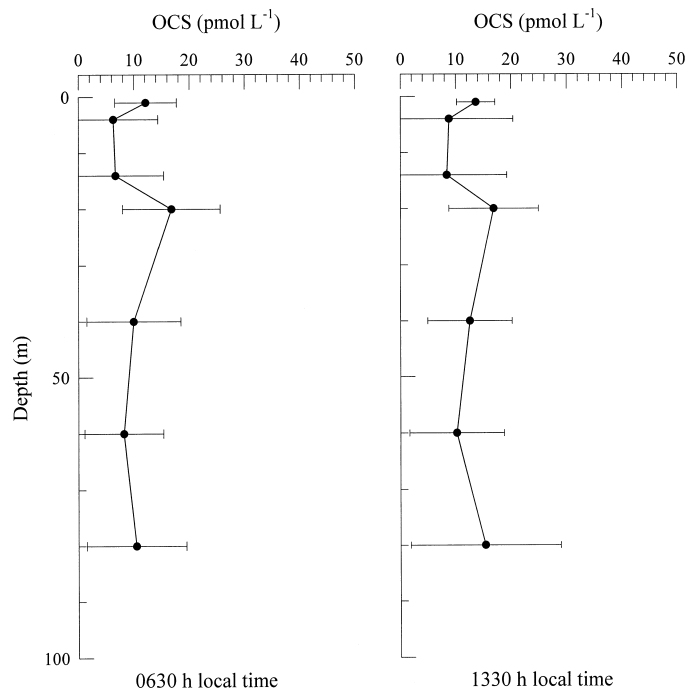 OCS (pmol L⁻¹) OCS (pmol L⁻¹)
0 10 20 30 40 50 0 10 20 30 40 50
0
Depth (m)
50
100
0630 h local time 1330 h local time